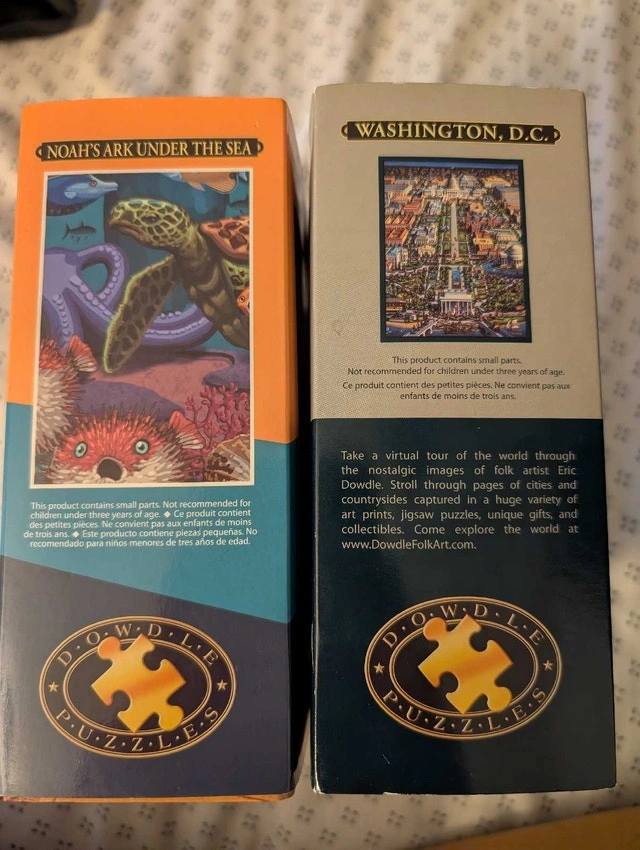 NOAH'S ARK UNDER THE SEA
This product contains small parts. Not recommended for
children under three years of age. ◆ Ce produit contient
des petites pièces. Ne convient pas aux enfants de moins
de trois ans. ◆ Este producto contiene piezas pequeñas. No
recomendado para niños menores de tres años de edad.
D·O·W·D·L·E
P·U·Z·Z·L·E·S
WASHINGTON, D.C.
This product contains small parts.
Not recommended for children under three years of age.
Ce produit contient des petites pièces. Ne convient pas aux
enfants de moins de trois ans.
Take a virtual tour of the world through
the nostalgic images of folk artist Eric
Dowdle. Stroll through pages of cities and
countrysides captured in a huge variety of
art prints, jigsaw puzzles, unique gifts, and
collectibles. Come explore the world at
www.DowdleFolkArt.com.
D·O·W·D·L·E
P·U·Z·Z·L·E·S